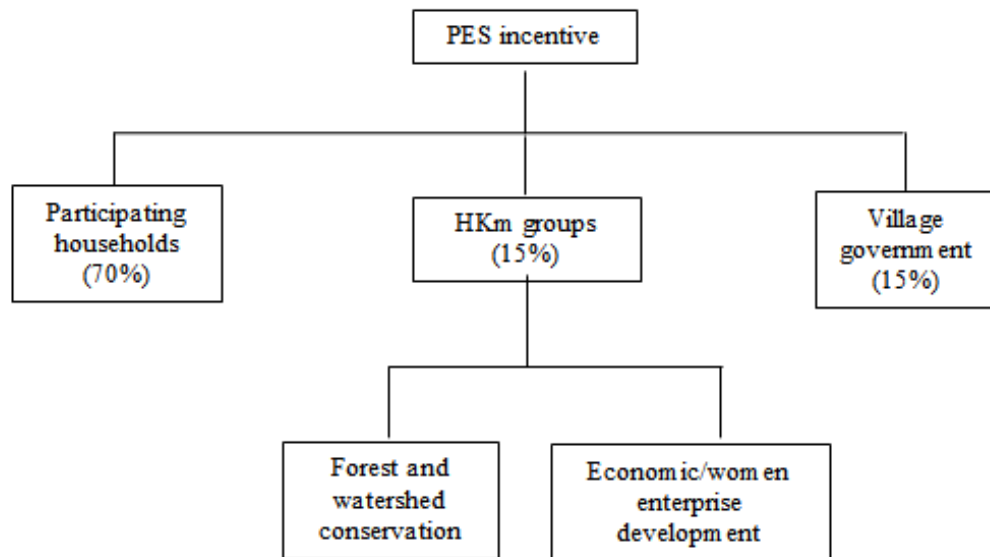 PES incentive
Participating
households
(70%)
HKm groups
(15%)
Village
government
(15%)
Forest and
watershed
conservation
Economic/women
enterprise
development